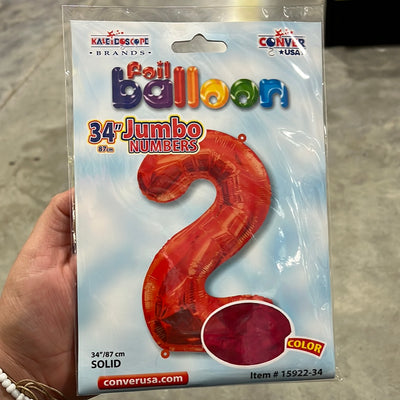 KALEIDOSCOPE
BRANDS
CONVER
USA
foil
balloon
34" Jumbo
87cm NUMBERS
2
COLOR
34"/87 cm
SOLID
converusa.com
Item # 15922-34